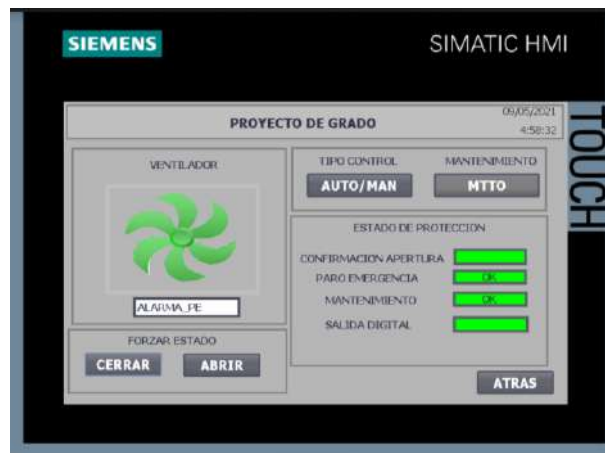 SIEMENS
SIMATIC HMI
TOUCH
PROYECTO DE GRADO
09/05/2021
4:58:32
VENTILADOR
ALARMA_PE
FORZAR ESTADO
CERRAR
ABRIR
TIPO CONTROL
MANTENIMIENTO
AUTO/MAN
MTTO
ESTADO DE PROTECCION
CONFIRMACION APERTURA
PARO EMERGENCIA
OK
MANTENIMIENTO
OK
SALIDA DIGITAL
ATRAS